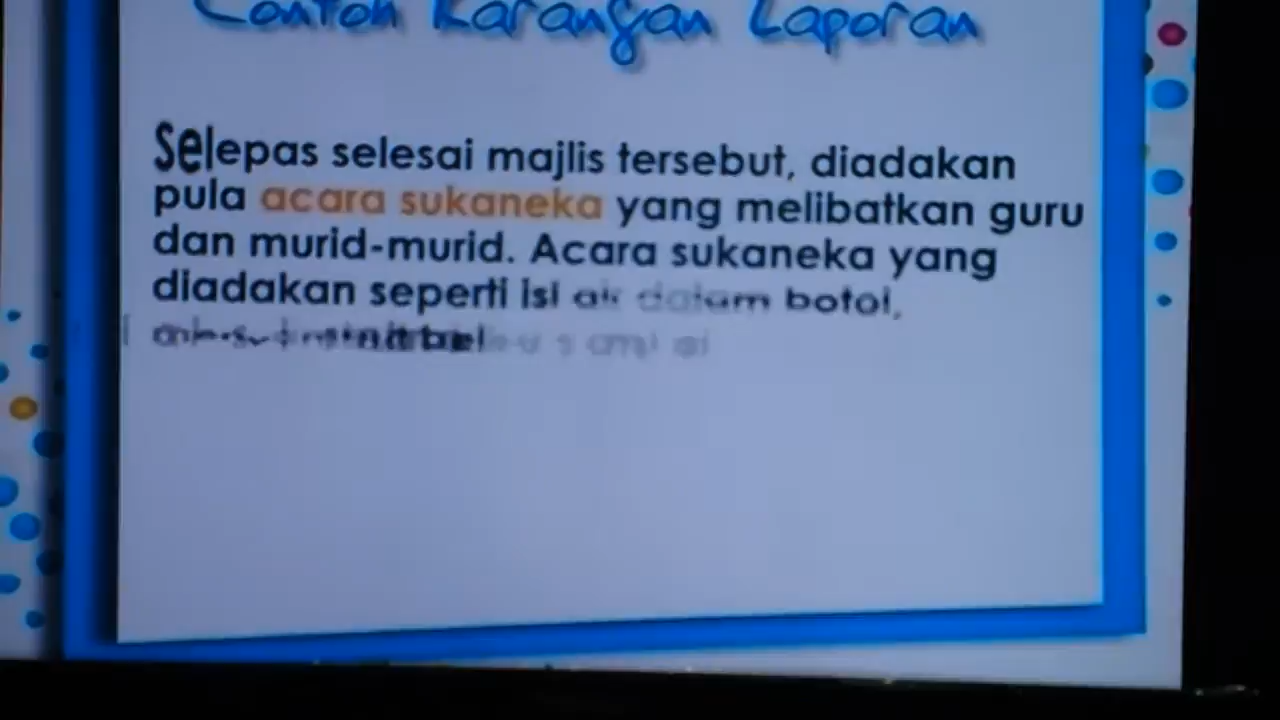 Contoh Karangan Laporan
Selepas selesai majlis tersebut, diadakan
pula acara sukaneka yang melibatkan guru
dan murid-murid. Acara sukaneka yang
diadakan seperti isi air dalam botol,